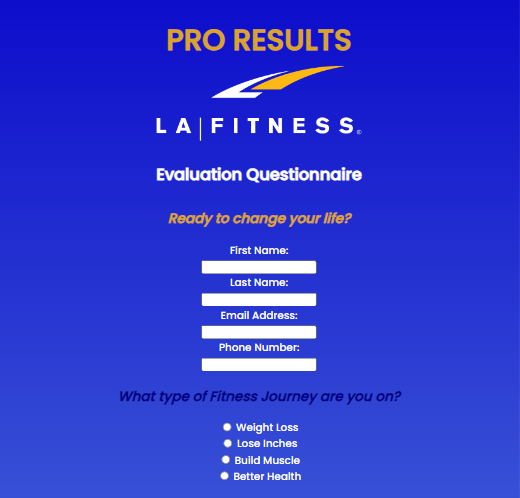 PRO RESULTS
LA|FITNESS©
Evaluation Questionnaire
Ready to change your life?
First Name:
Last Name:
Email Address:
Phone Number:
What type of Fitness Journey are you on?
Weight Loss
Lose Inches
Build Muscle
Better Health